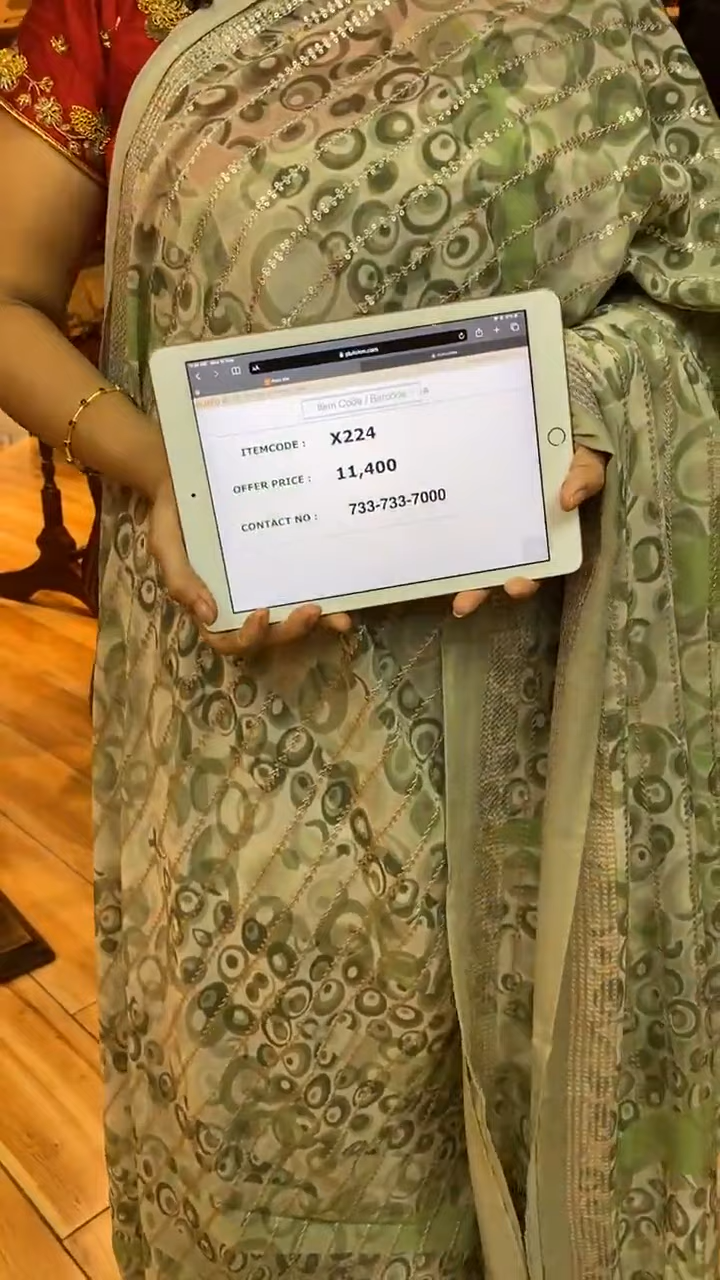 Item Code / Barcode
ITEMCODE : X224
OFFER PRICE : 11,400
CONTACT NO : 733-733-7000